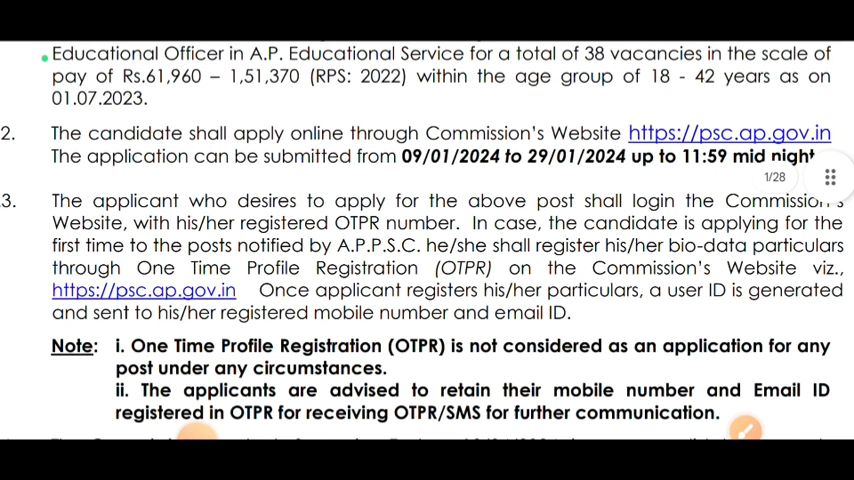 Educational Officer in A.P. Educational Service for a total of 38 vacancies in the scale of
pay of Rs.61,960 – 1,51,370 (RPS: 2022) within the age group of 18 - 42 years as on
01.07.2023.
2. The candidate shall apply online through Commission's Website https://psc.ap.gov.in
The application can be submitted from 09/01/2024 to 29/01/2024 up to 11:59 mid night
1/28
3. The applicant who desires to apply for the above post shall login the Commission's
Website, with his/her registered OTPR number. In case, the candidate is applying for the
first time to the posts notified by A.P.P.S.C. he/she shall register his/her bio-data particulars
through One Time Profile Registration (OTPR) on the Commission's Website viz.,
https://psc.ap.gov.in Once applicant registers his/her particulars, a user ID is generated
and sent to his/her registered mobile number and email ID.
Note: i. One Time Profile Registration (OTPR) is not considered as an application for any
post under any circumstances.
ii. The applicants are advised to retain their mobile number and Email ID
registered in OTPR for receiving OTPR/SMS for further communication.